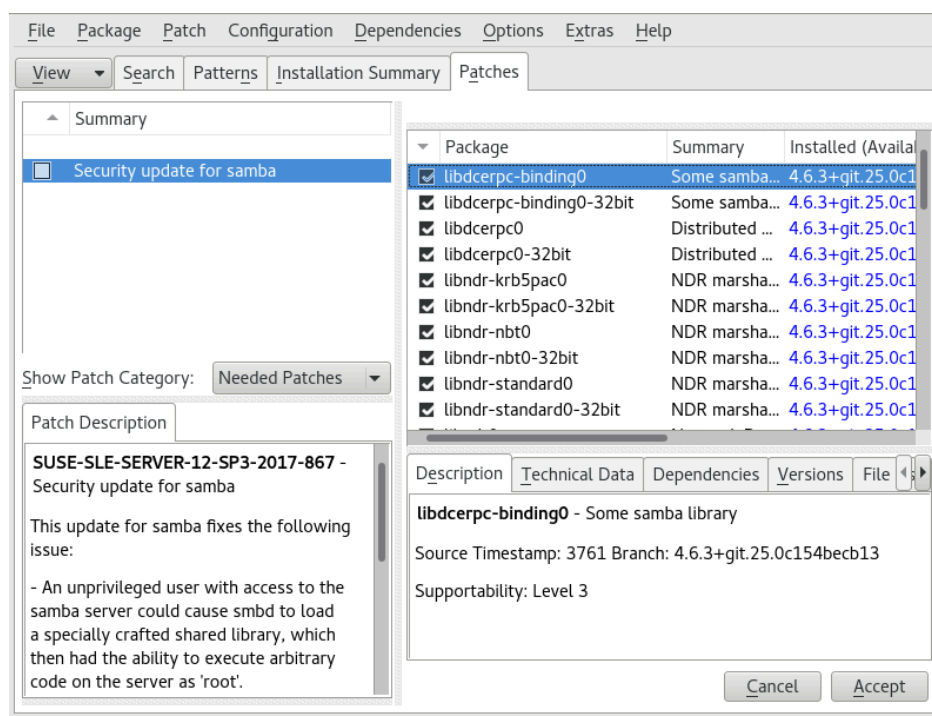 File Package Patch Configuration Dependencies Options Extras Help
View Search Patterns Installation Summary Patches
Summary
Security update for samba
Show Patch Category: Needed Patches
Patch Description
SUSE-SLE-SERVER-12-SP3-2017-867 -
Security update for samba
This update for samba fixes the following
issue:
- An unprivileged user with access to the
samba server could cause smbd to load
a specially crafted shared library, which
then had the ability to execute arbitrary
code on the server as 'root'.
Package Summary Installed (Availal
libdcerpc-binding0 Some samba... 4.6.3+git.25.0c1
libdcerpc-binding0-32bit Some samba... 4.6.3+git.25.0c1
libdcerpc0 Distributed ... 4.6.3+git.25.0c1
libdcerpc0-32bit Distributed ... 4.6.3+git.25.0c1
libndr-krb5pac0 NDR marsha... 4.6.3+git.25.0c1
libndr-krb5pac0-32bit NDR marsha... 4.6.3+git.25.0c1
libndr-nbt0 NDR marsha... 4.6.3+git.25.0c1
libndr-nbt0-32bit NDR marsha... 4.6.3+git.25.0c1
libndr-standard0 NDR marsha... 4.6.3+git.25.0c1
libndr-standard0-32bit NDR marsha... 4.6.3+git.25.0c1
Description Technical Data Dependencies Versions File
libdcerpc-binding0 - Some samba library
Source Timestamp: 3761 Branch: 4.6.3+git.25.0c154becb13
Supportability: Level 3
Cancel Accept